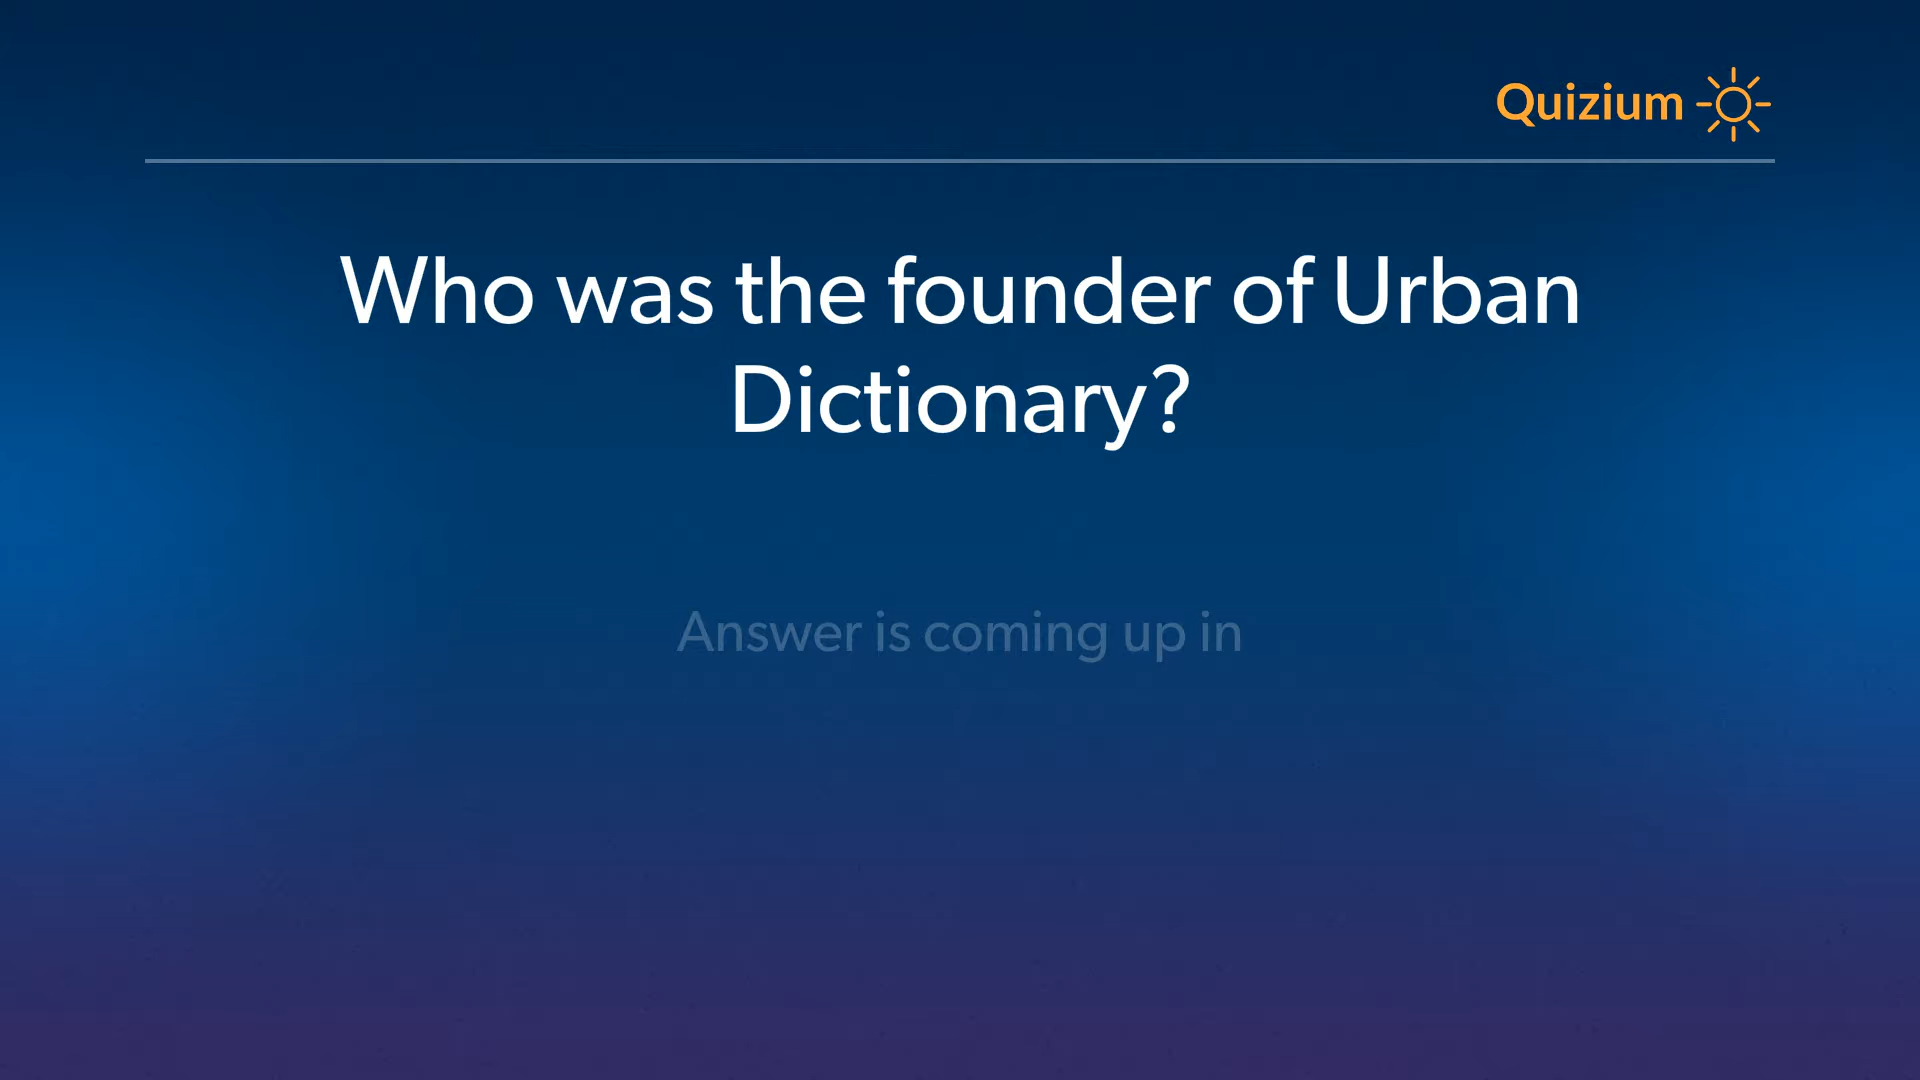 Quizium
Who was the founder of Urban
Dictionary?
Answer is coming up in